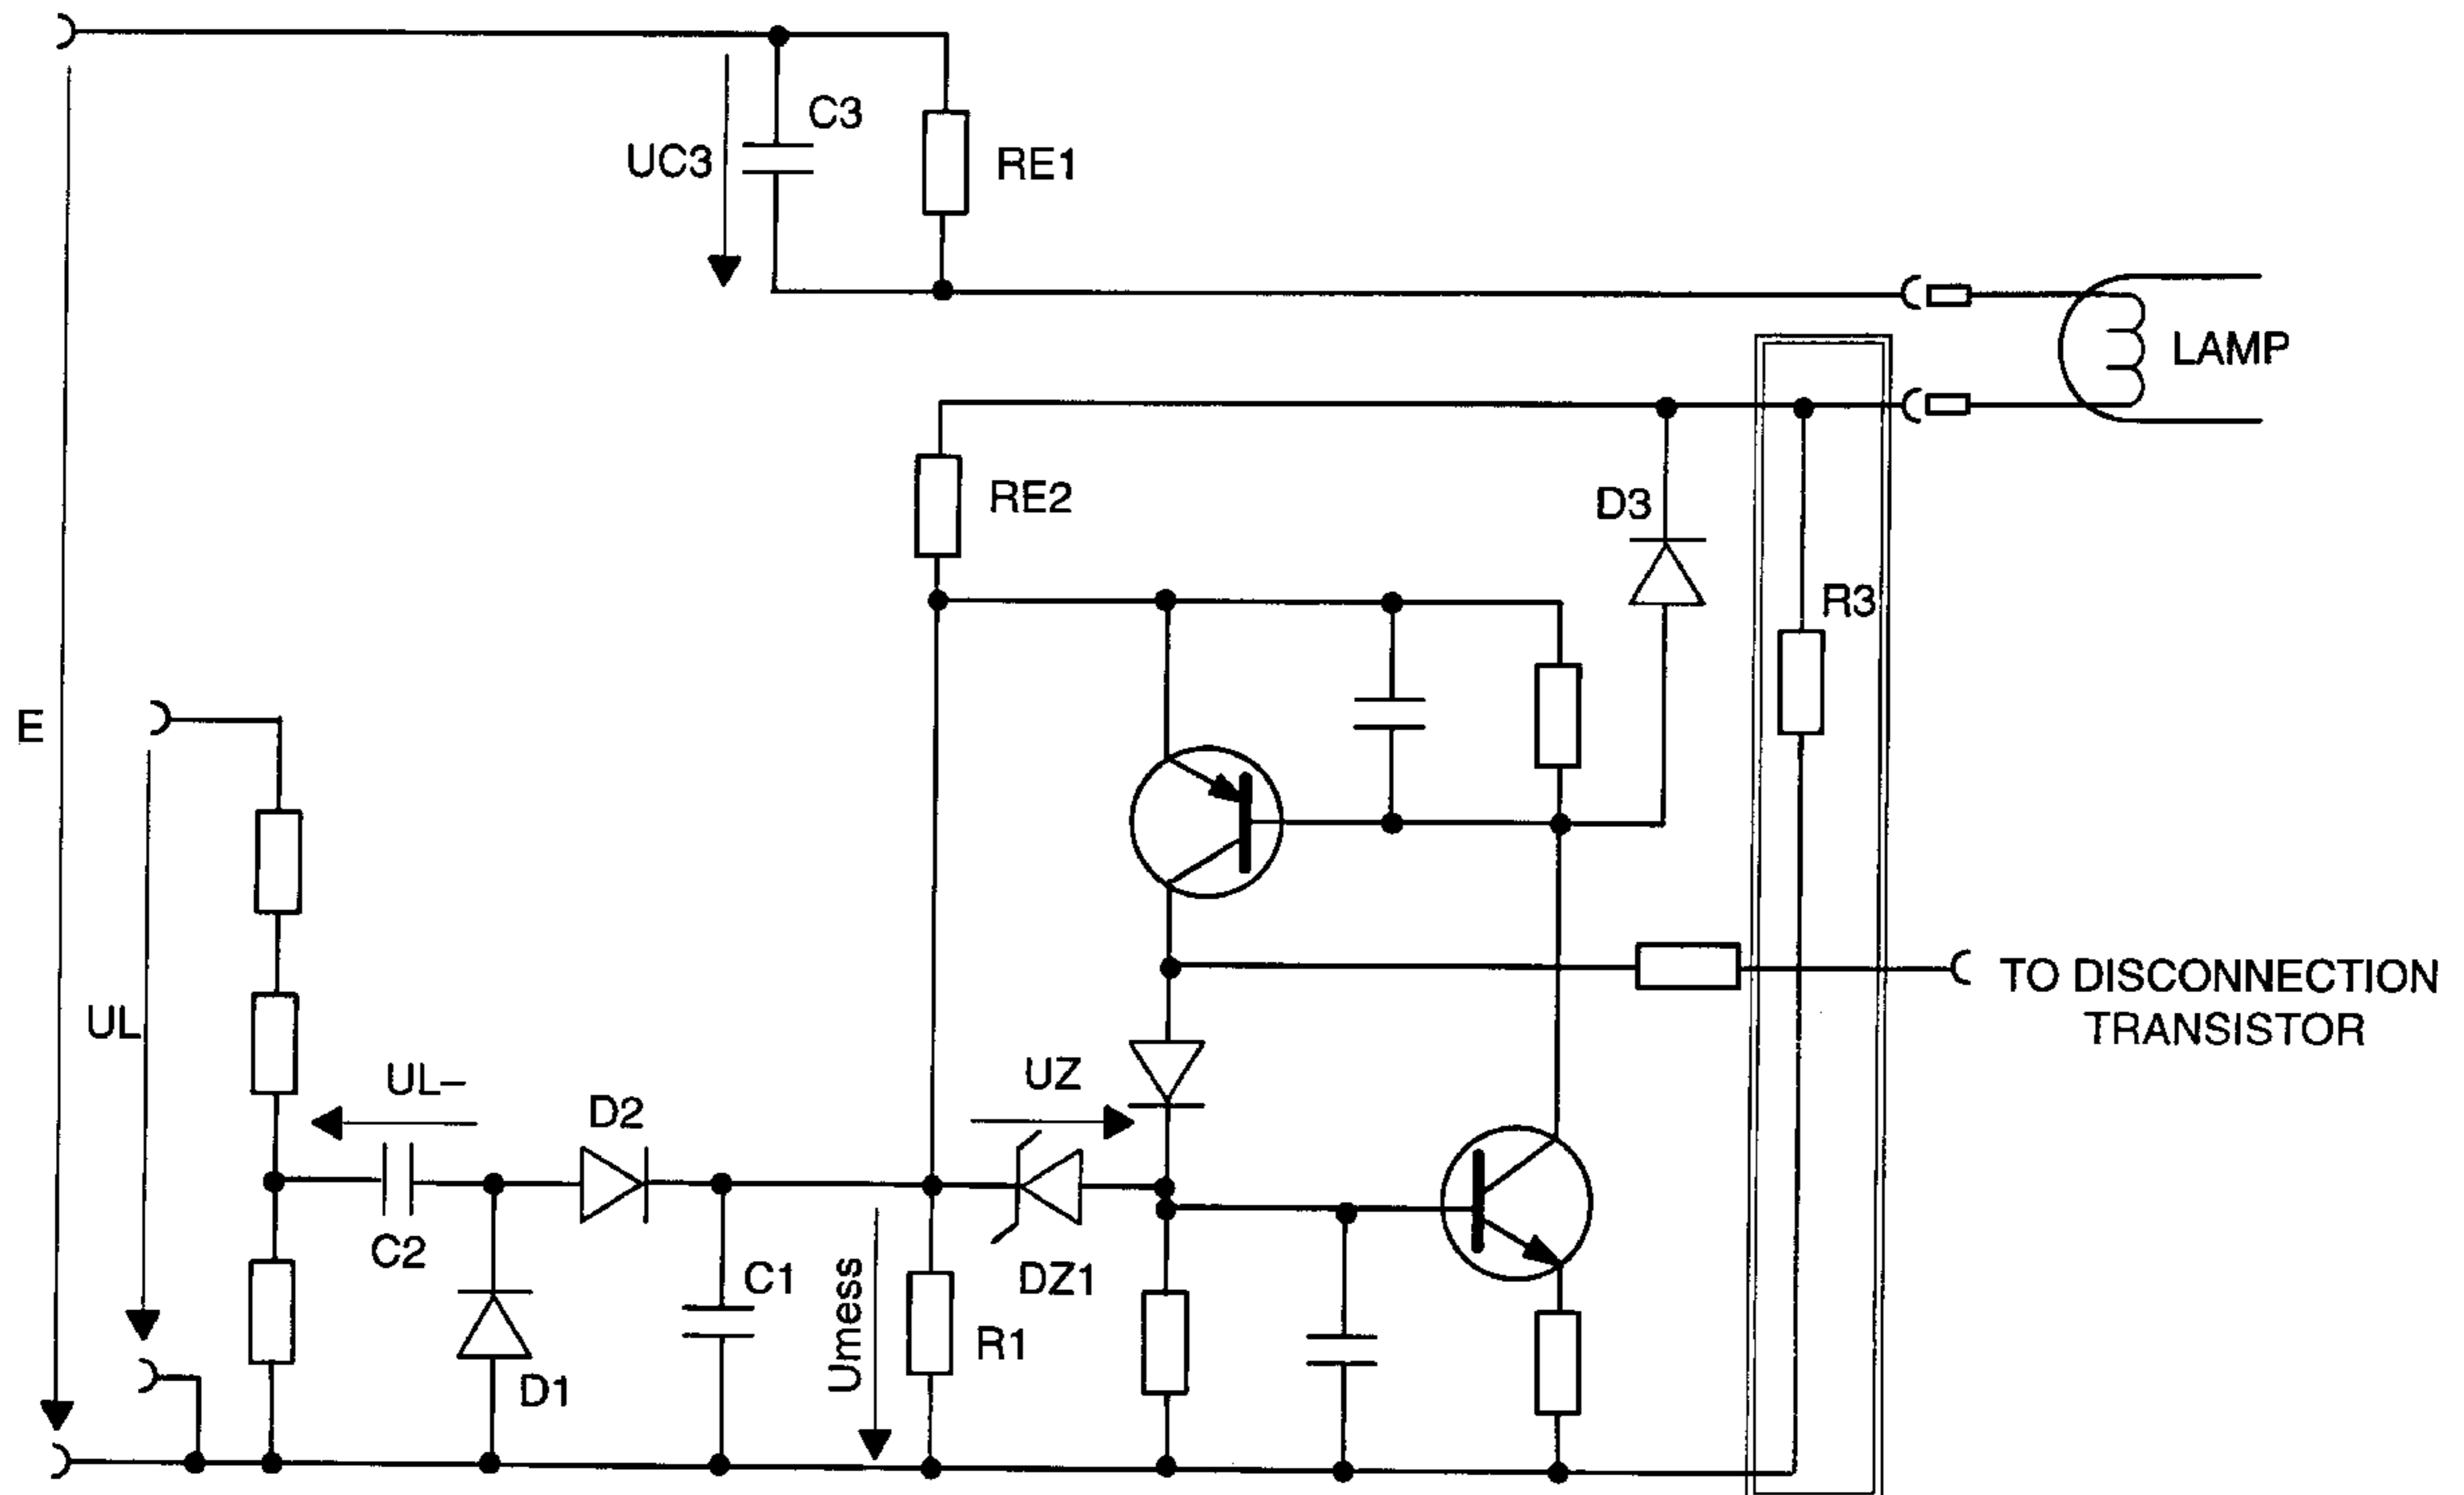 C3
UC3
RE1
LAMP
RE2
D3
R3
E
UL
TO DISCONNECTION
TRANSISTOR
UL–
D2
UZ
C2
C1
Umess
DZ1
R1
D1